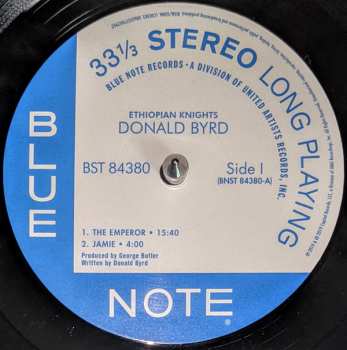 33 1/3 STEREO LONG PLAYING
BLUE NOTE RECORDS • A DIVISION OF UNITED ARTISTS RECORDS, INC.
ETHIOPIAN KNIGHTS
DONALD BYRD
BST 84380
Side I
(BNST 84380-A)
1. THE EMPEROR • 15:40
2. JAMIE • 4:00
Produced by George Butler
Written by Donald Byrd
BLUE
NOTE®